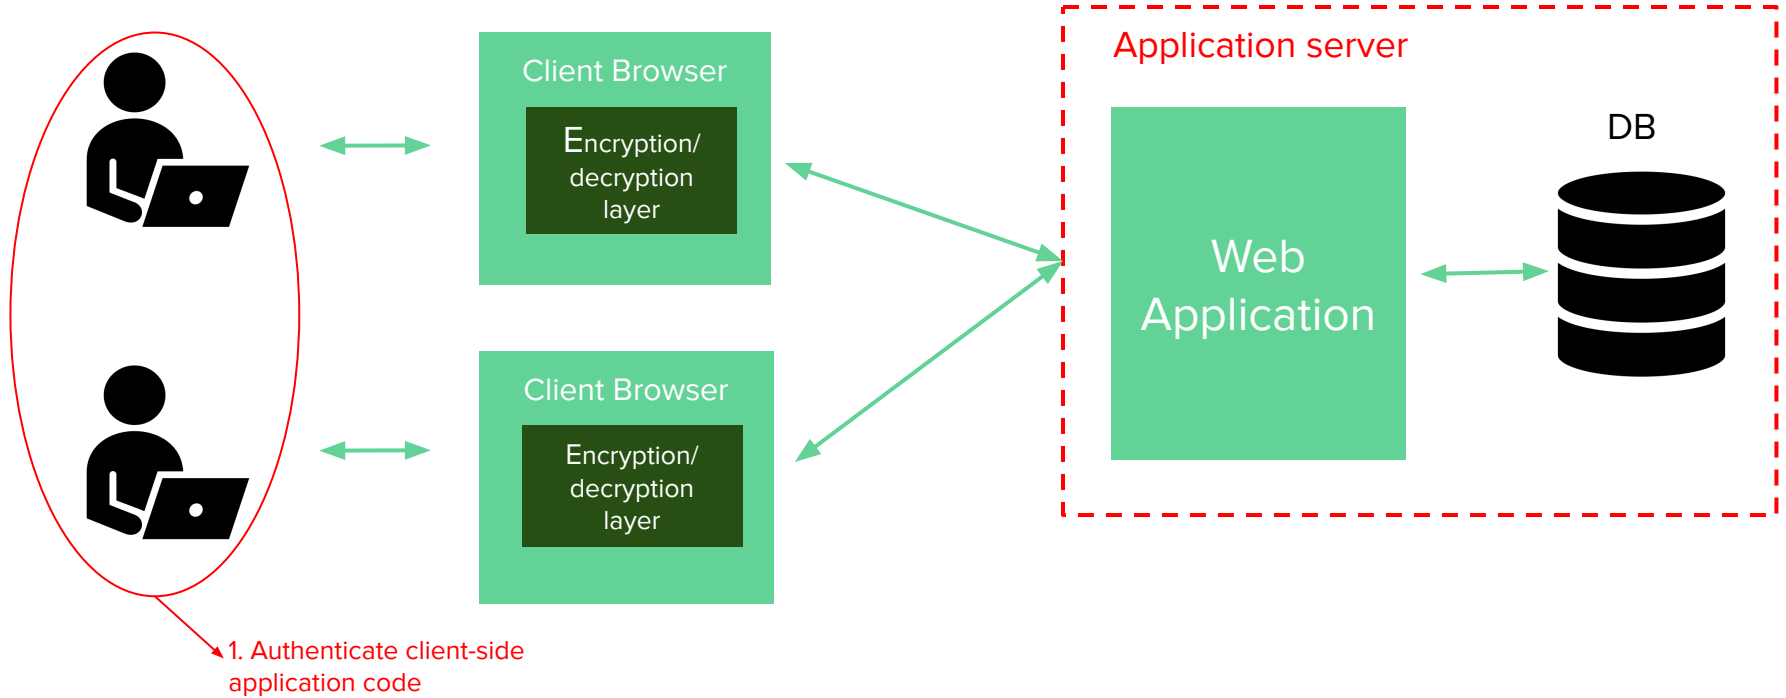 Client Browser
Encryption/
decryption
layer
Application server
Web
Application
DB
Client Browser
Encryption/
decryption
layer
1. Authenticate client-side
application code